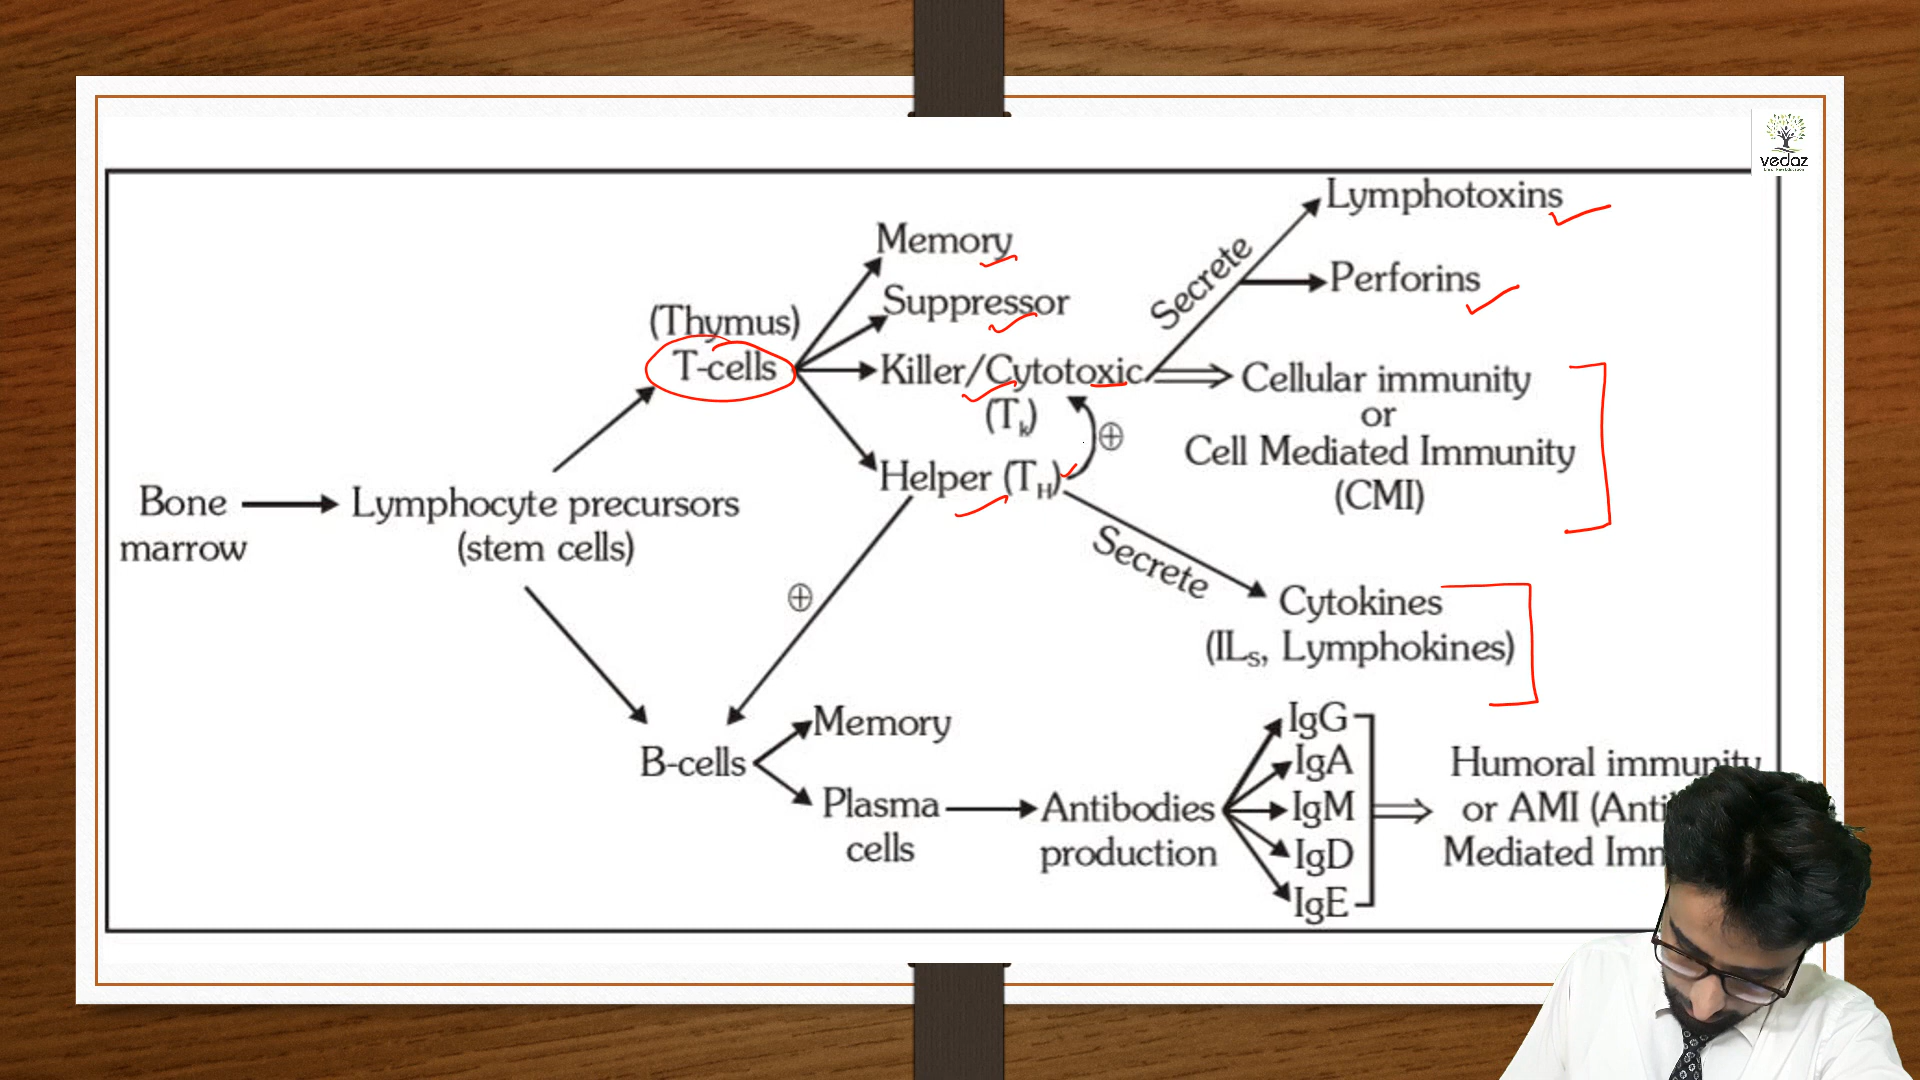 vedaz
Lymphotoxins
Memory
Secrete
Perforins
Suppressor
(Thymus)
T-cells
Killer/Cytotoxic
(Tk)
Cellular immunity
or
Cell Mediated Immunity
(CMI)
⊕
Helper (TH)
Bone
marrow
Lymphocyte precursors
(stem cells)
Secrete
⊕
Cytokines
(ILs, Lymphokines)
B-cells
Memory
Plasma
cells
Antibodies
production
IgG
IgA
IgM
IgD
IgE
Humoral immunity
or AMI (Anti
Mediated Imm